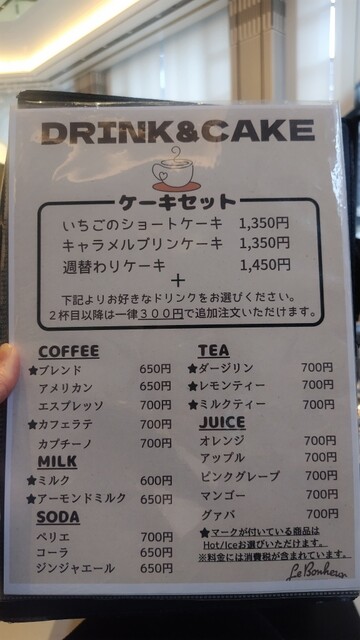 DRINK&CAKE
ケーキセット
いちごのショートケーキ 1,350円
キャラメルプリンケーキ 1,350円
週替わりケーキ 1,450円
+
下記よりお好きなドリンクをお選びください。
2杯目以降は一律300円で追加注文いただけます。
COFFEE
★ブレンド 650円
アメリカン 650円
エスプレッソ 700円
★カフェラテ 700円
カプチーノ 700円
MILK
★ミルク 600円
★アーモンドミルク 650円
SODA
ペリエ 700円
コーラ 650円
ジンジャエール 650円
TEA
★ダージリン 700円
★レモンティー 700円
★ミルクティー 700円
JUICE
オレンジ 700円
アップル 700円
ピンクグレープ 700円
マンゴー 700円
グァバ 700円
★マークが付いている商品は
Hot/Iceお選びいただけます。
※料金には消費税が含まれています。
Le Bonheur